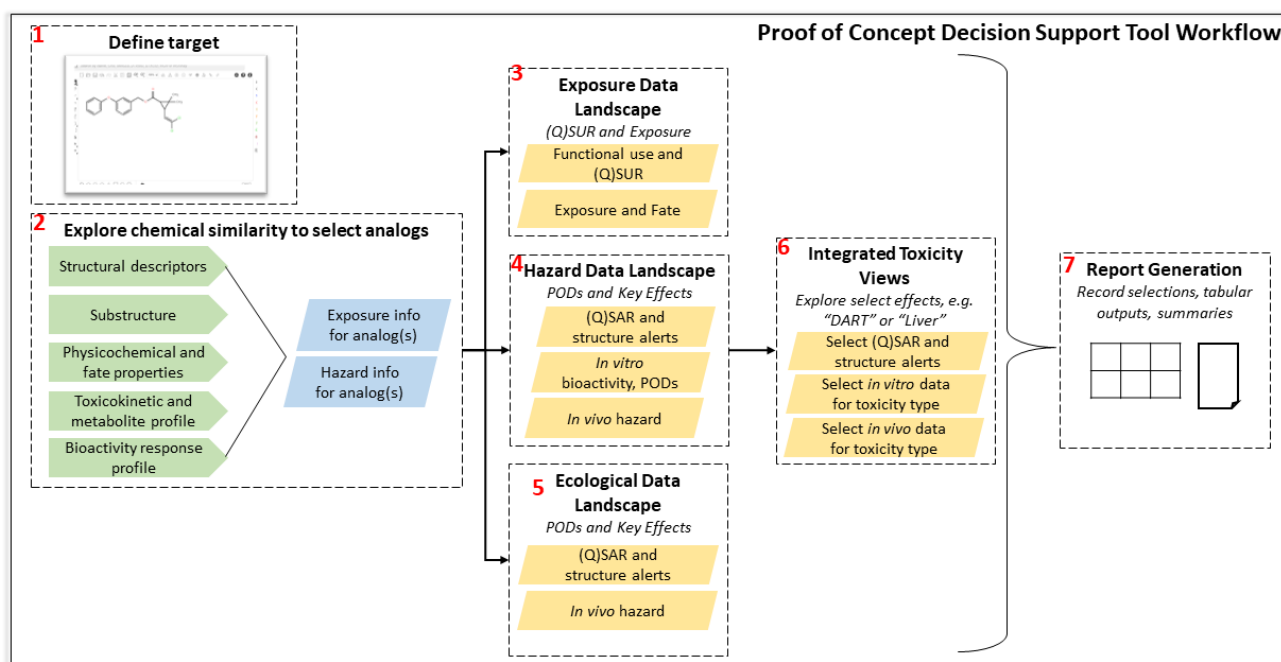 Proof of Concept Decision Support Tool Workflow
1
Define target
2
Explore chemical similarity to select analogs
Structural descriptors
Substructure
Physicochemical and
fate properties
Toxicokinetic and
metabolite profile
Bioactivity response
profile
Exposure info
for analog(s)
Hazard info
for analog(s)
3
Exposure Data
Landscape
(Q)SUR and Exposure
Functional use and
(Q)SUR
Exposure and Fate
4
Hazard Data Landscape
PODs and Key Effects
(Q)SAR and
structure alerts
In vitro
bioactivity, PODs
In vivo hazard
5
Ecological Data
Landscape
PODs and Key Effects
(Q)SAR and
structure alerts
In vivo hazard
6
Integrated Toxicity
Views
Explore select effects, e.g.
“DART” or “Liver”
Select (Q)SAR and
structure alerts
Select in vitro data
for toxicity type
Select in vivo data
for toxicity type
7
Report Generation
Record selections, tabular
outputs, summaries